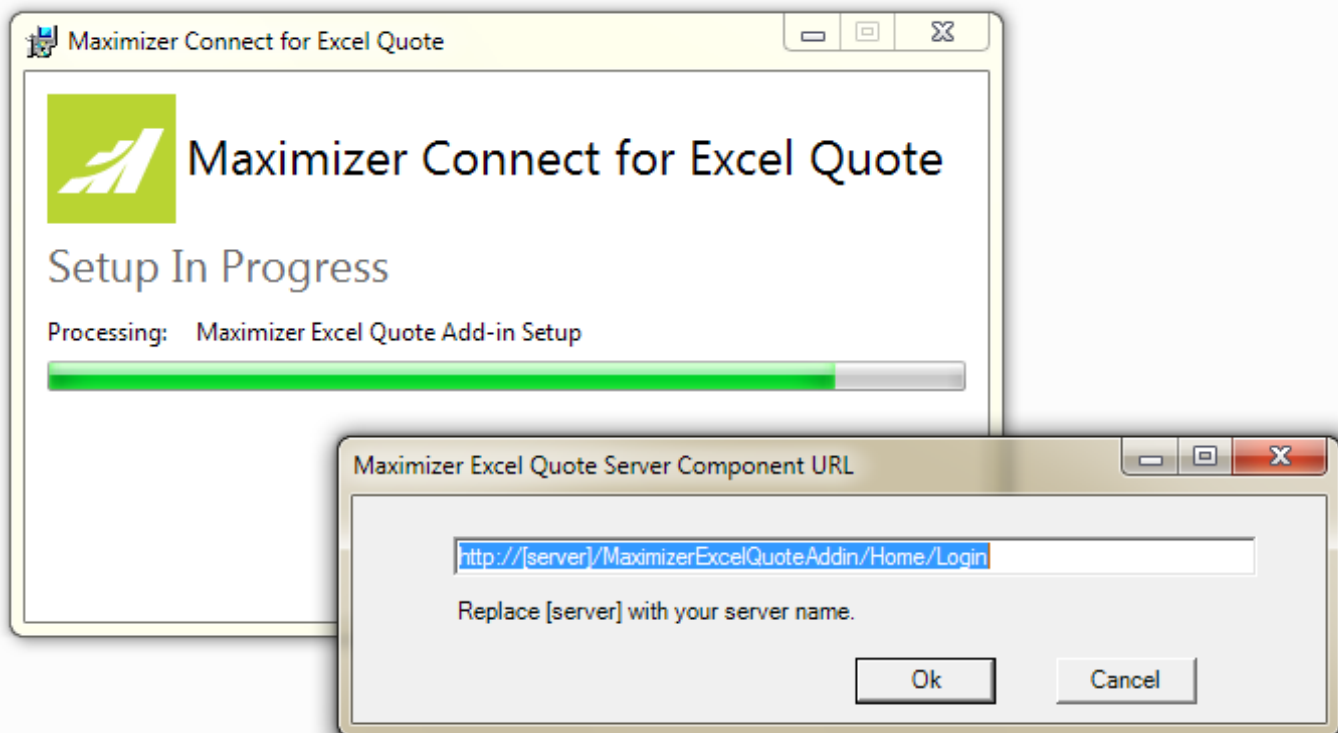 Maximizer Connect for Excel Quote
Maximizer Connect for Excel Quote
Setup In Progress
Processing: Maximizer Excel Quote Add-in Setup
Maximizer Excel Quote Server Component URL
http://[server]/MaximizerExcelQuoteAddin/Home/Login
Replace [server] with your server name.
Ok Cancel